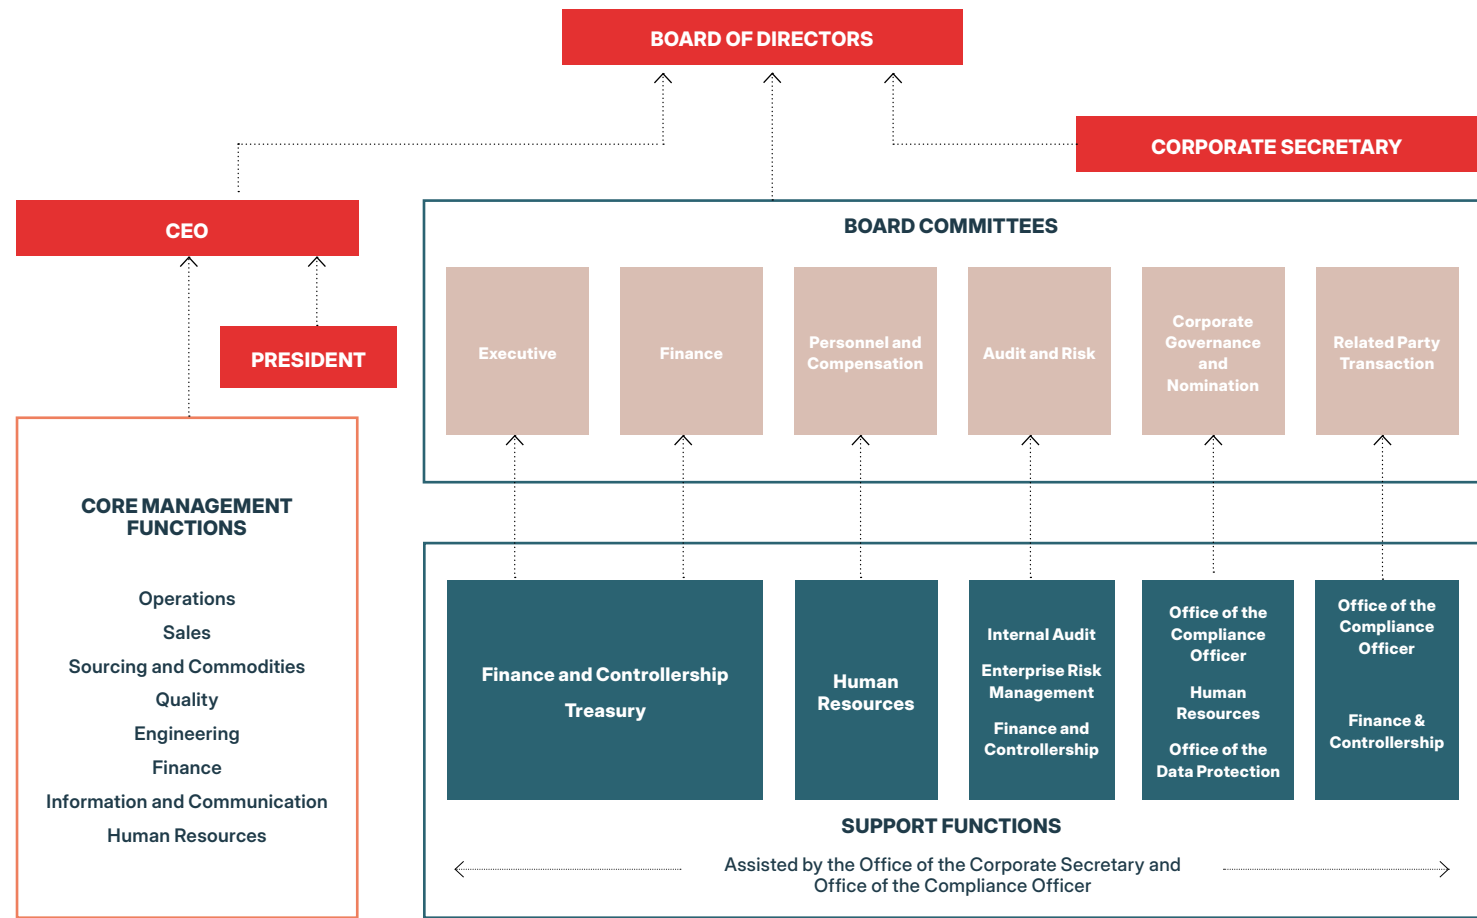 BOARD OF DIRECTORS
CORPORATE SECRETARY
CEO
PRESIDENT
BOARD COMMITTEES
Executive
Finance
Personnel and
Compensation
Audit and Risk
Corporate
Governance
and
Nomination
Related Party
Transaction
CORE MANAGEMENT
FUNCTIONS
Operations
Sales
Sourcing and Commodities
Quality
Engineering
Finance
Information and Communication
Human Resources
Finance and Controllership
Treasury
Human
Resources
Internal Audit
Enterprise Risk
Management
Finance and
Controllership
Office of the
Compliance
Officer
Human
Resources
Office of the
Data Protection
Office of the
Compliance
Officer
Finance &
Controllership
SUPPORT FUNCTIONS
Assisted by the Office of the Corporate Secretary and
Office of the Compliance Officer